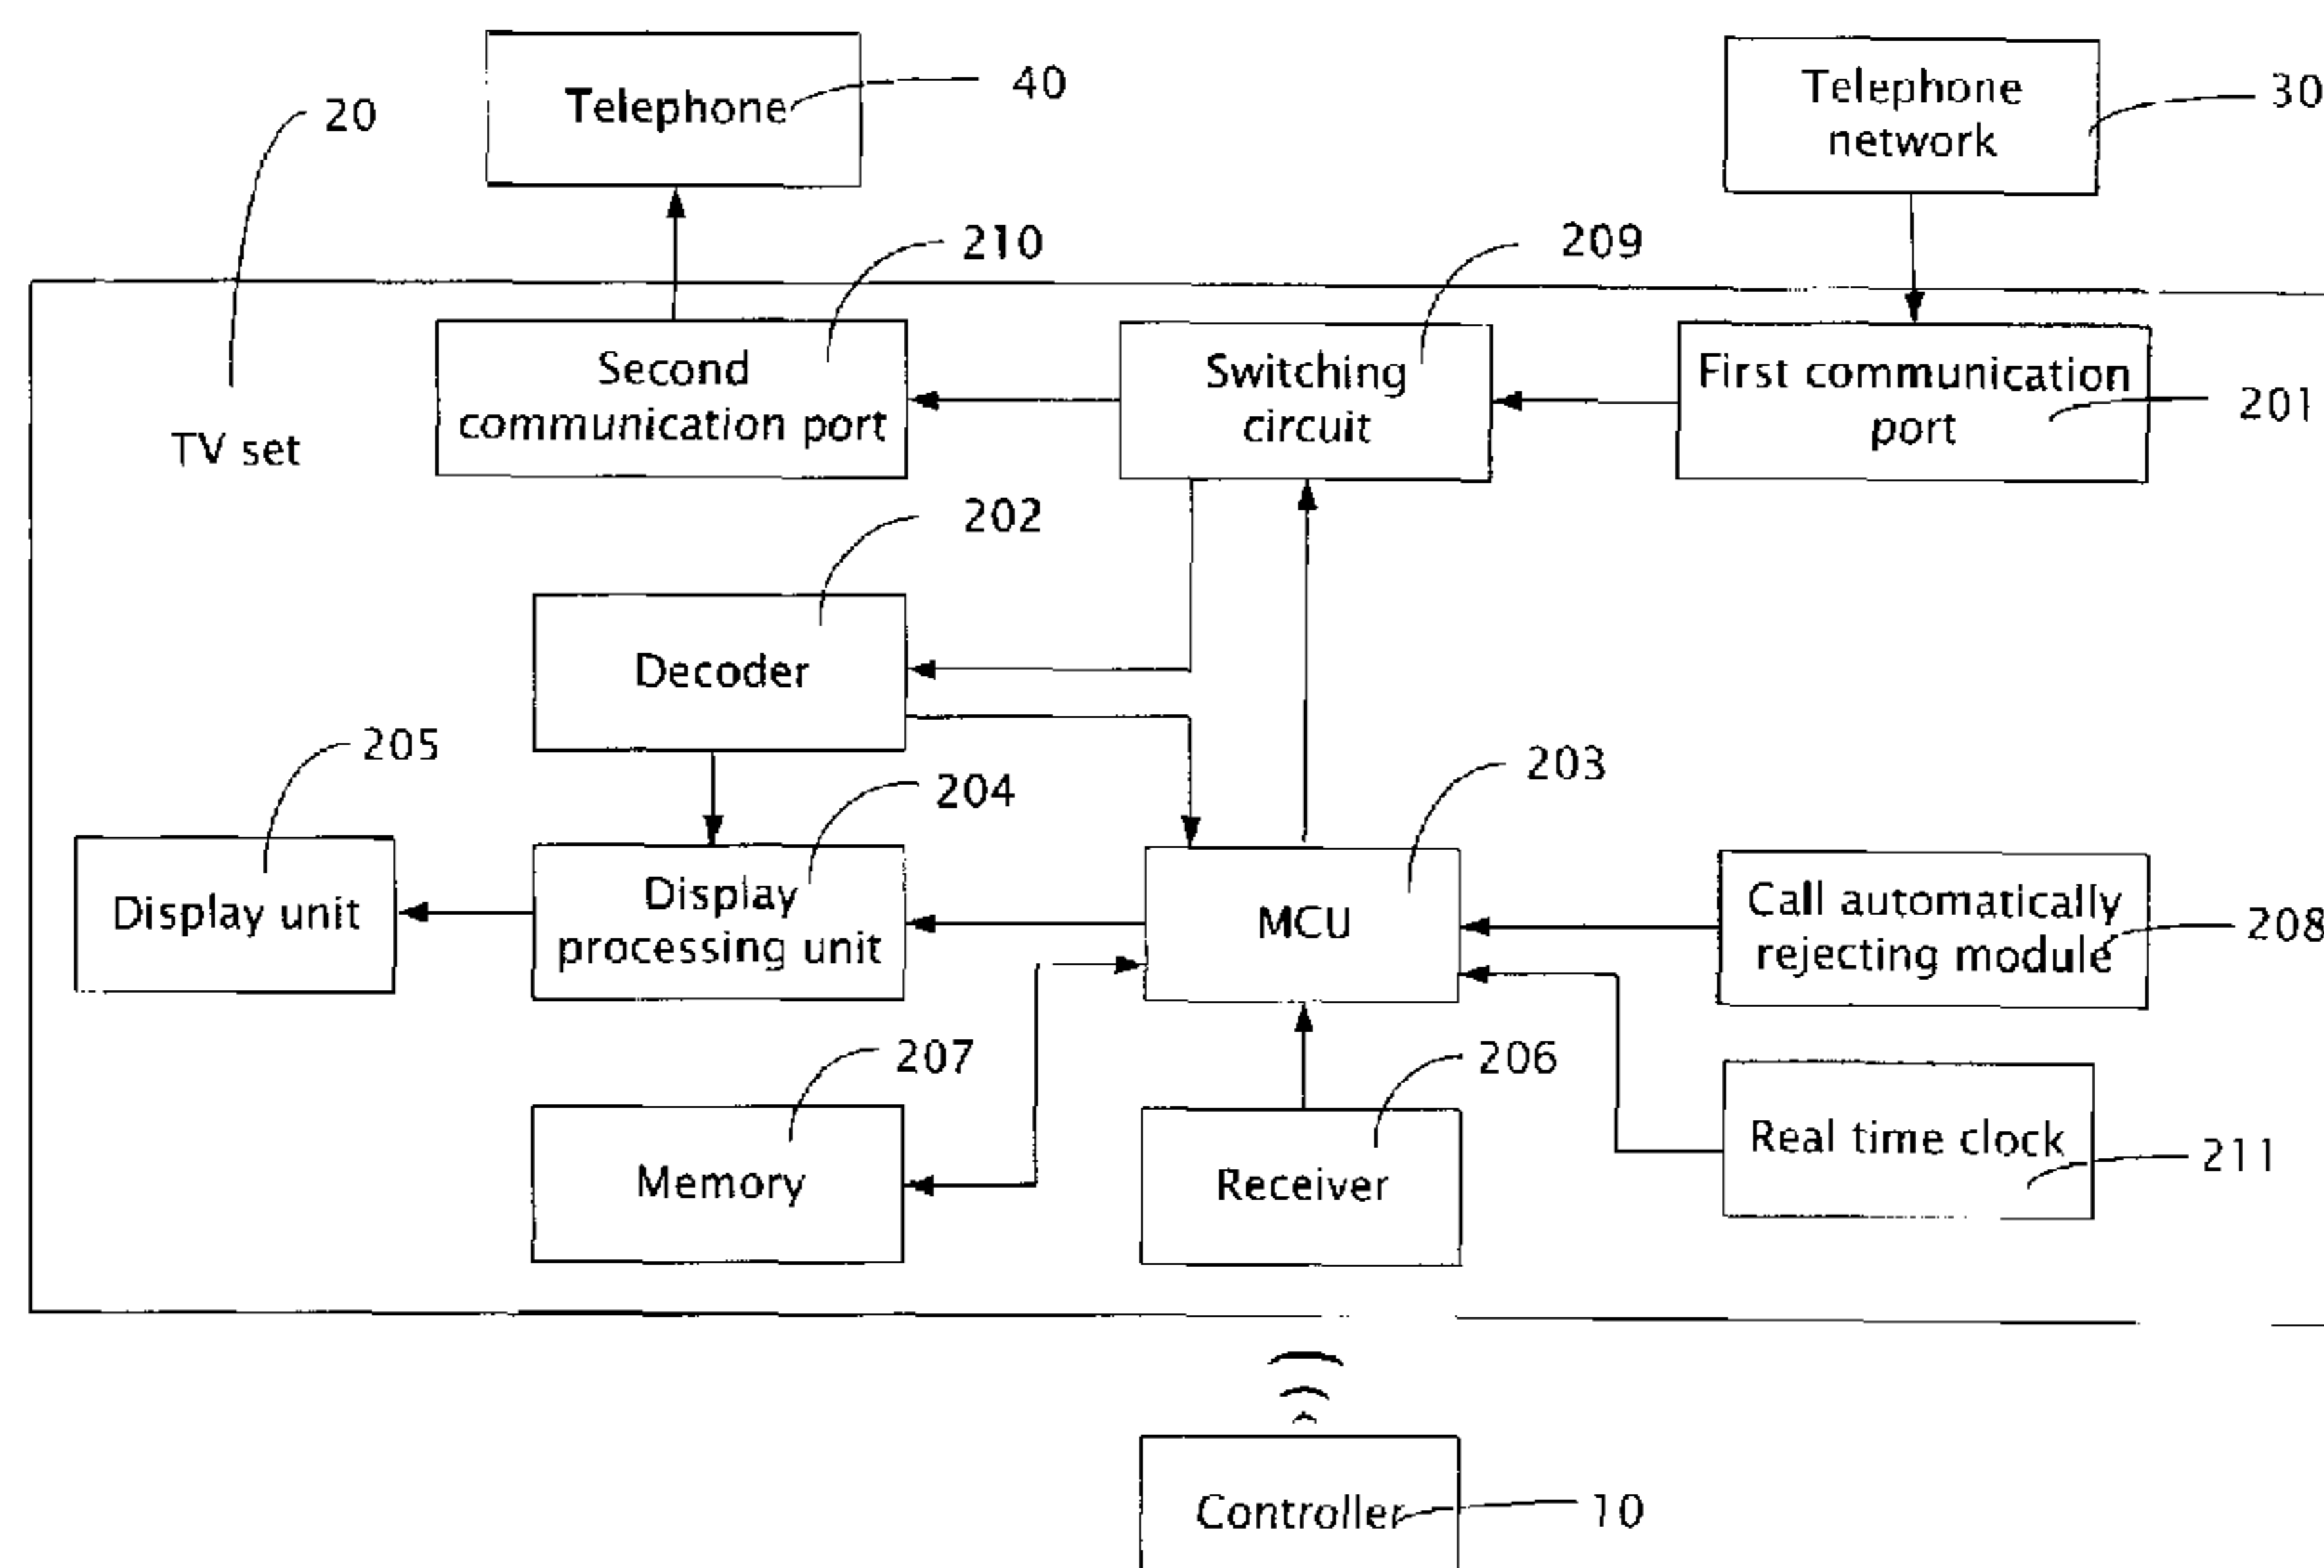 Telephone
40
Telephone
network
30
20
210
209
Second
communication port
Switching
circuit
First communication
port
201
TV set
202
Decoder
205
204
203
Display unit
Display
processing unit
MCU
Call automatically
rejecting module
208
207
206
Memory
Receiver
Real time clock
211
Controller
10